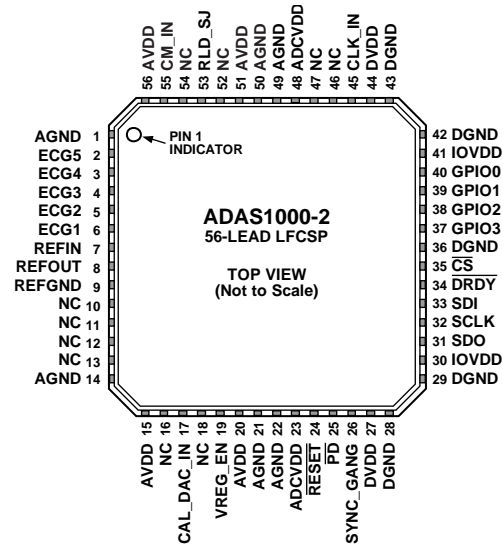 56 AVDD
55 CM_IN
54 NC
53 RLD_SJ
52 NC
51 AVDD
50 AGND
49 AGND
48 ADCVDD
47 NC
46 NC
45 CLK_IN
44 DVDD
43 DGND
AGND 1
ECG5 2
ECG4 3
ECG3 4
ECG2 5
ECG1 6
REFIN 7
REFOUT 8
REFGND 9
NC 10
NC 11
NC 12
NC 13
AGND 14
PIN 1
INDICATOR
ADAS1000-2
56-LEAD LFCSP
TOP VIEW
(Not to Scale)
42 DGND
41 IOVDD
40 GPIO0
39 GPIO1
38 GPIO2
37 GPIO3
36 DGND
35 CS
34 DRDY
33 SDI
32 SCLK
31 SDO
30 IOVDD
29 DGND
AVDD 15
NC 16
CAL_DAC_IN 17
NC 18
VREG_EN 19
AVDD 20
AGND 21
AGND 22
ADCVDD 23
RESET 24
PD 25
SYNC_GANG 26
DVDD 27
DGND 28